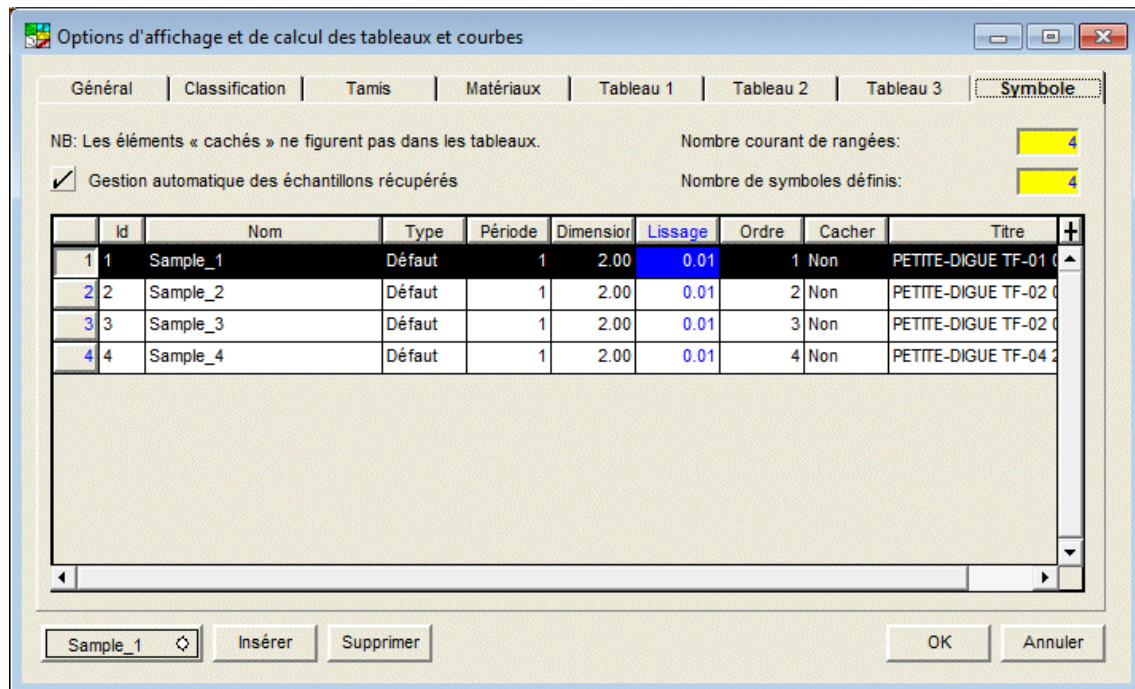 Options d'affichage et de calcul des tableaux et courbes
Général Classification Tamis Matériaux Tableau 1 Tableau 2 Tableau 3 Symbole
NB: Les éléments « cachés » ne figurent pas dans les tableaux. Nombre courant de rangées: 4
Gestion automatique des échantillons récupérés Nombre de symboles définis: 4
Id Nom Type Période Dimension Lissage Ordre Cacher Titre +
1 1 Sample_1 Défaut 1 2.00 0.01 1 Non PETITE-DIGUE TF-01
2 2 Sample_2 Défaut 1 2.00 0.01 2 Non PETITE-DIGUE TF-02
3 3 Sample_3 Défaut 1 2.00 0.01 3 Non PETITE-DIGUE TF-02
4 4 Sample_4 Défaut 1 2.00 0.01 4 Non PETITE-DIGUE TF-04 2
Sample_1 Insérer Supprimer OK Annuler